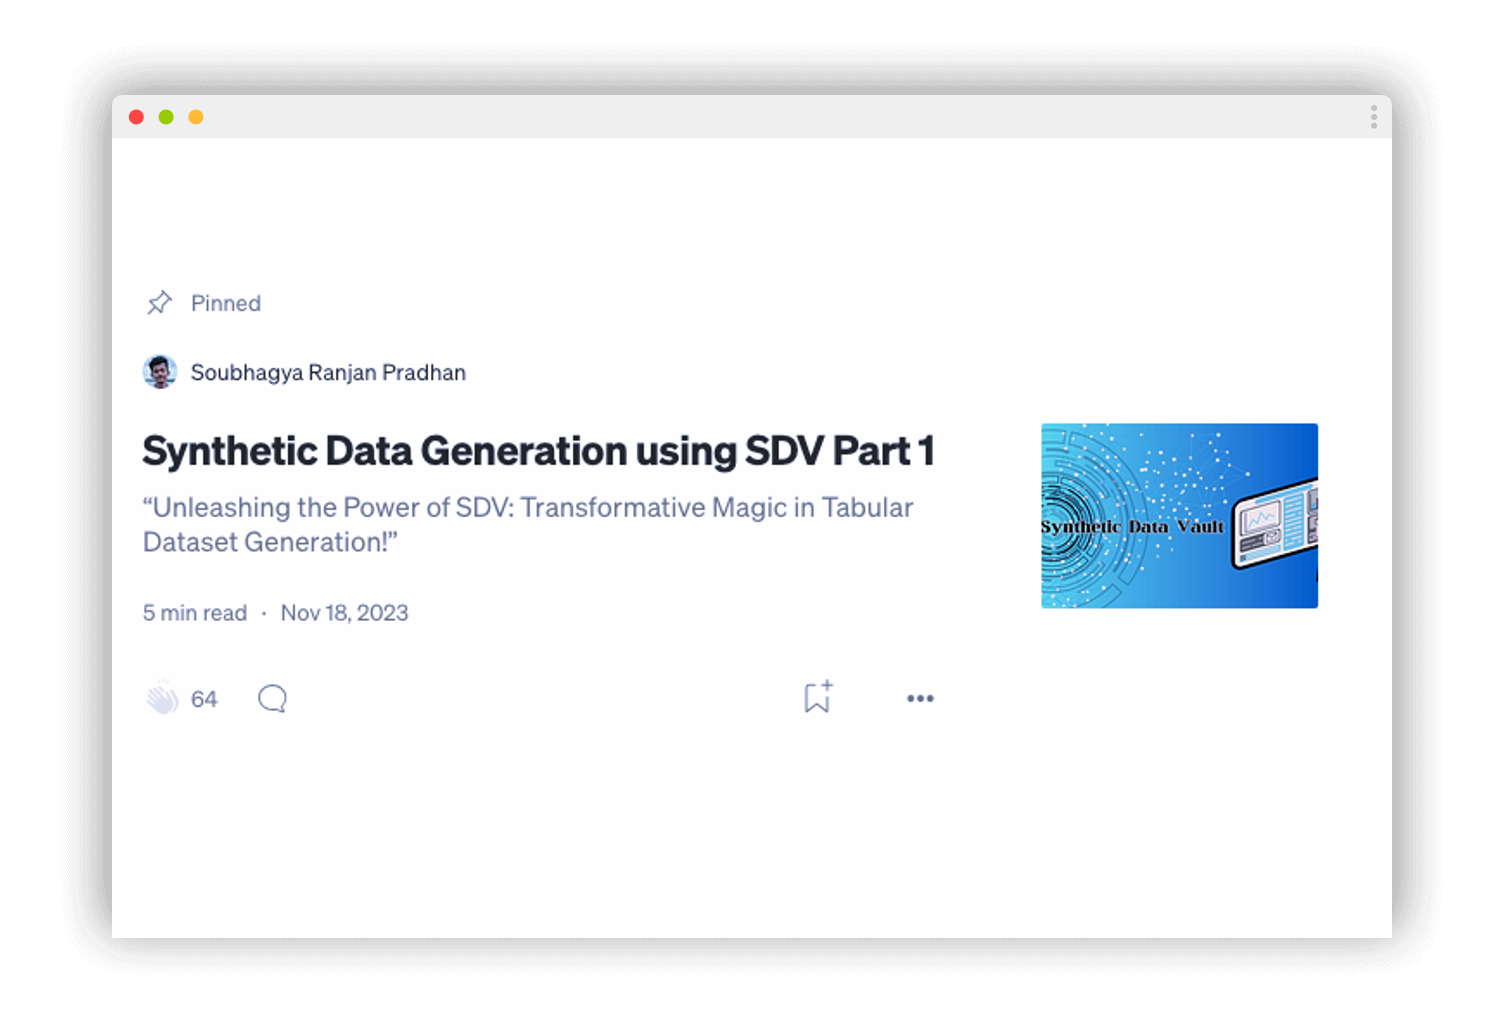 Pinned
Soubhagya Ranjan Pradhan
Synthetic Data Generation using SDV Part 1
“Unleashing the Power of SDV: Transformative Magic in Tabular
Dataset Generation!”
Synthetic Data Vault
5 min read · Nov 18, 2023
64